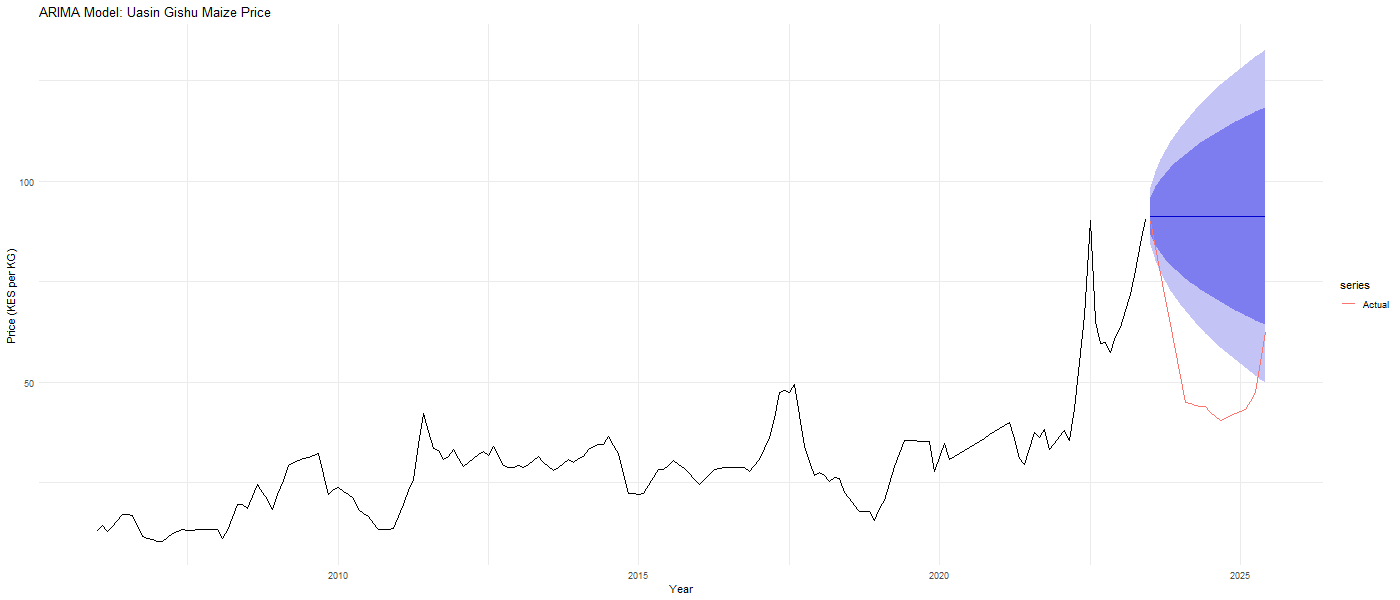 ARIMA Model: Uasin Gishu Maize Price
Price (KES per KG)
100
50
2010
2015
2020
2025
Year
series
Actual